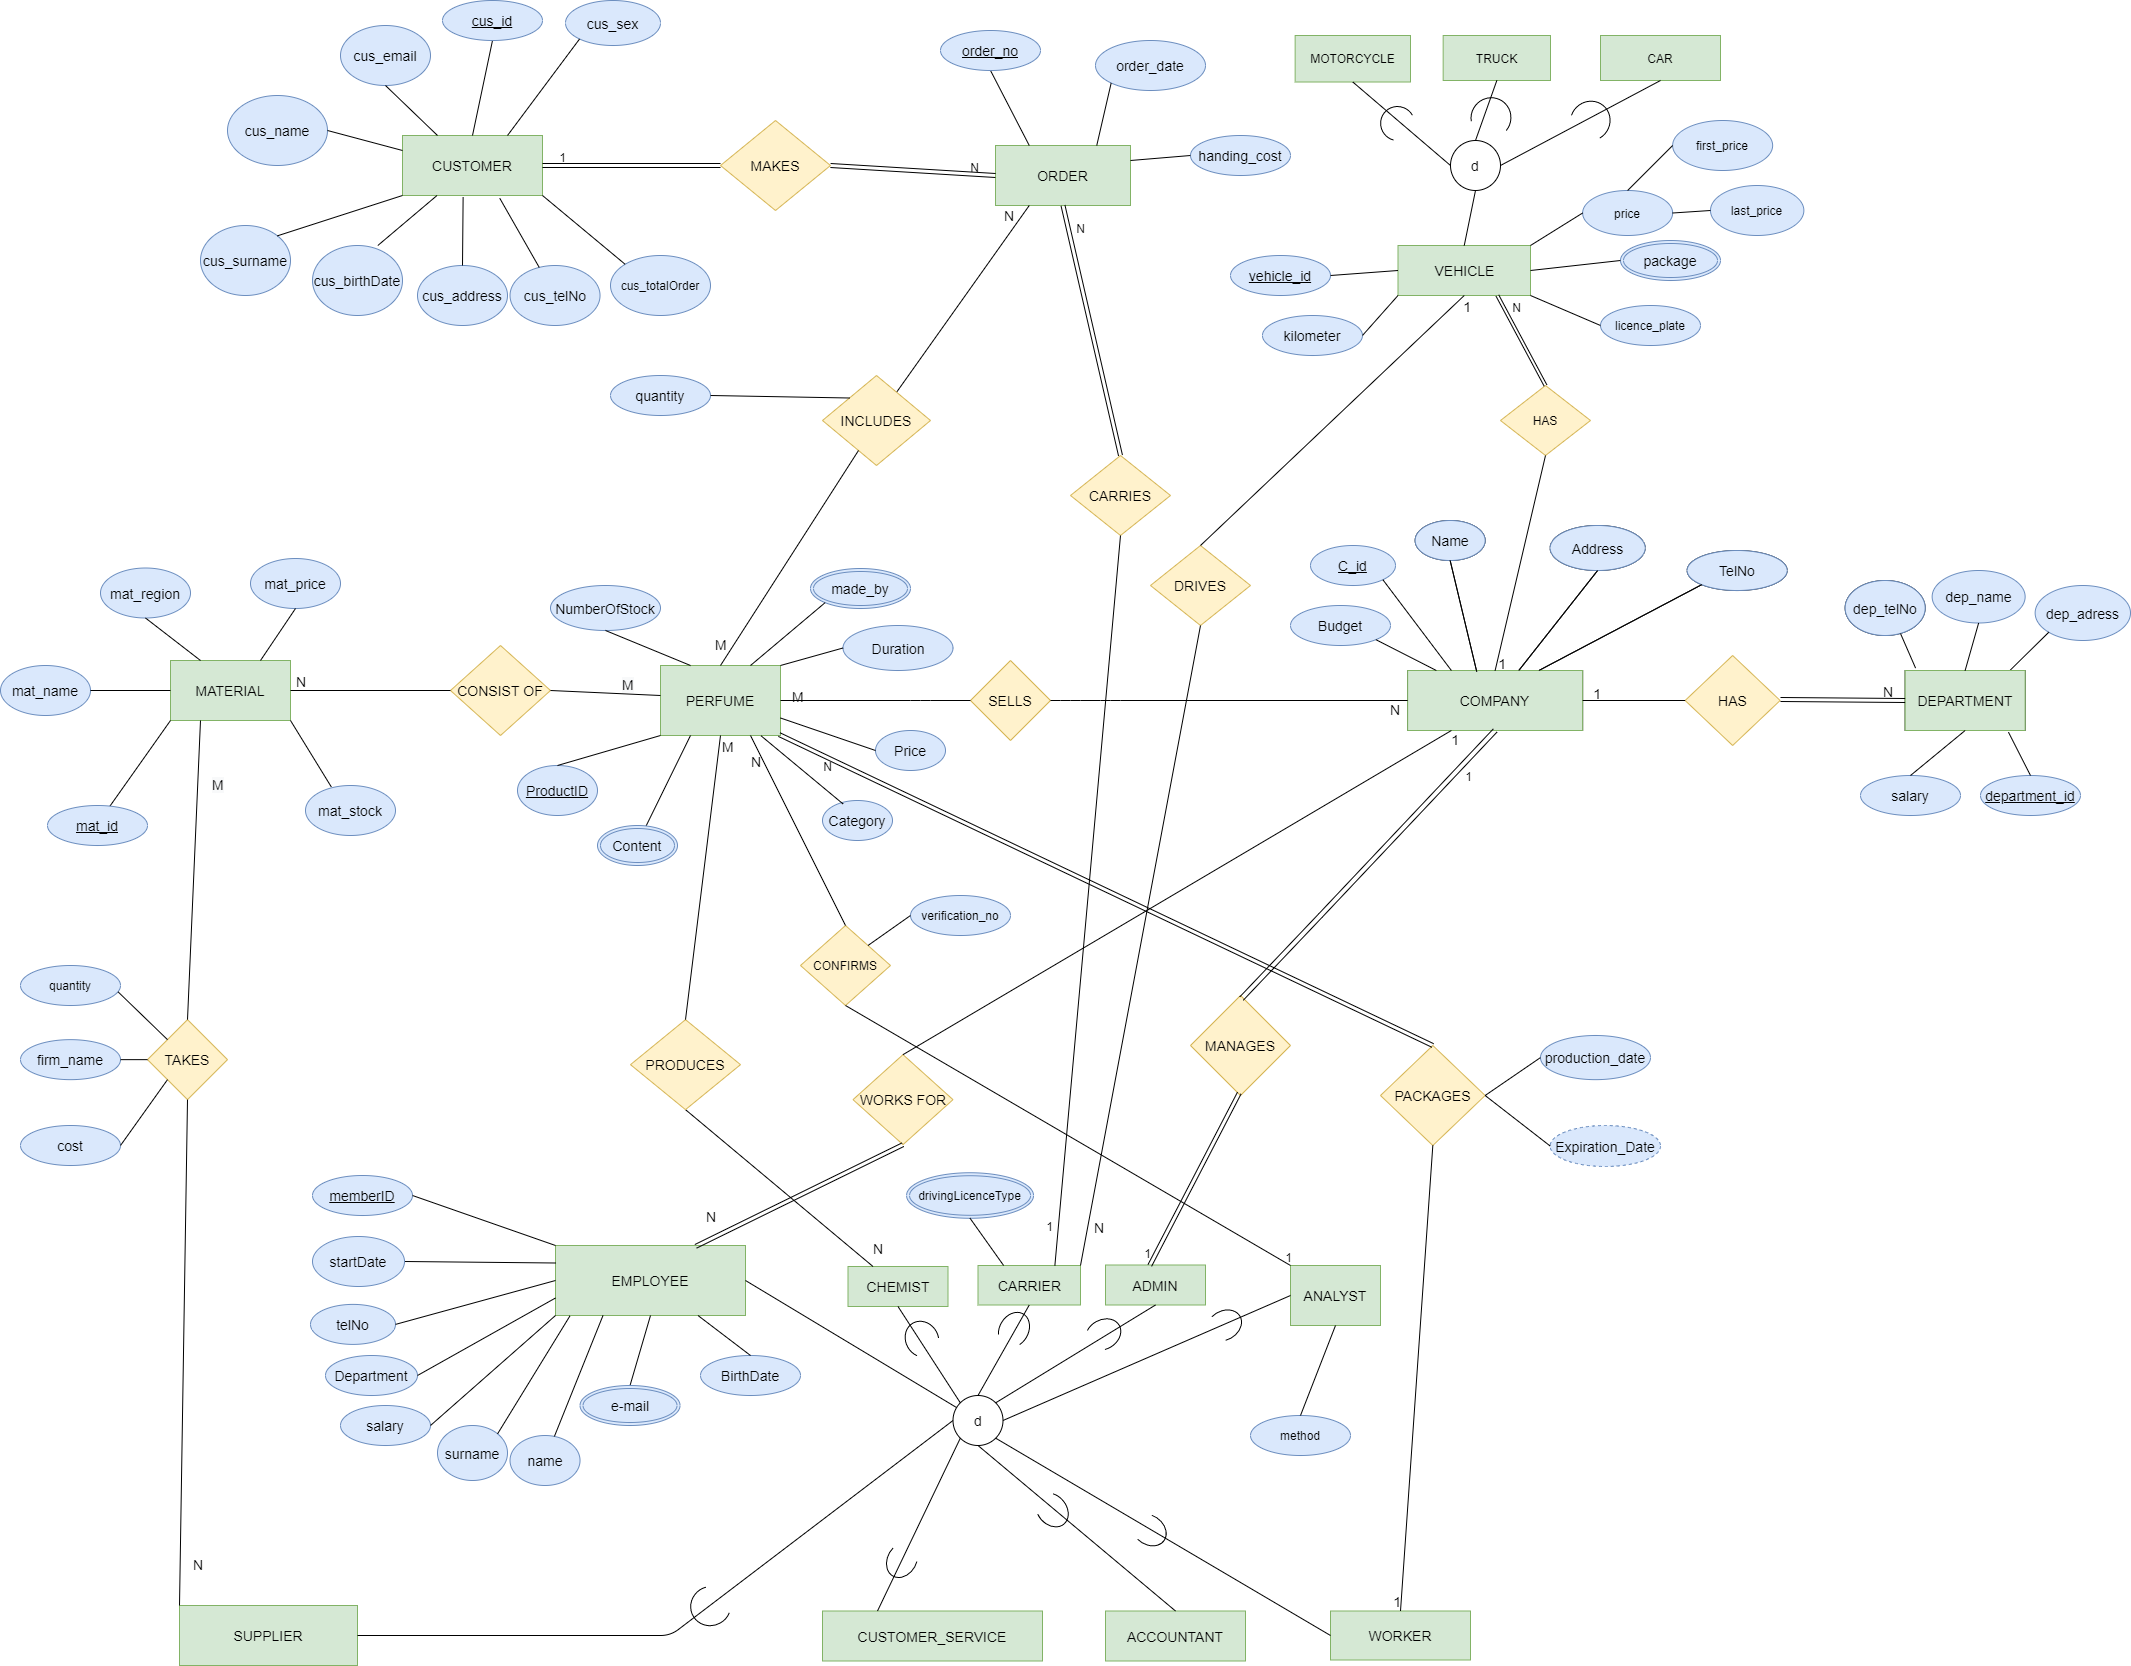 cus_id
cus_sex
cus_email
cus_name
CUSTOMER
cus_surname
cus_birthDate
cus_address
cus_telNo
cus_totalOrder
1
MAKES
N
order_no
order_date
handing_cost
ORDER
N
N
MOTORCYCLE
TRUCK
CAR
d
first_price
price
last_price
package
VEHICLE
vehicle_id
kilometer
licence_plate
1
N
HAS
quantity
INCLUDES
CARRIES
DRIVES
mat_region
mat_price
mat_name
MATERIAL
mat_id
mat_stock
N
M
CONSIST OF
M
NumberOfStock
made_by
Duration
M
PERFUME
M
Price
ProductID
Content
Category
M
N
N
SELLS
N
C_id
Name
Address
TelNo
Budget
1
COMPANY
1
1
1
HAS
N
dep_telNo
dep_name
dep_adress
DEPARTMENT
salary
department_id
verification_no
CONFIRMS
quantity
firm_name
cost
TAKES
PRODUCES
WORKS FOR
MANAGES
PACKAGES
production_date
Expiration_Date
memberID
startDate
telNo
Department
salary
surname
name
e-mail
BirthDate
N
EMPLOYEE
drivingLicenceType
N
1
N
1
1
CHEMIST
CARRIER
ADMIN
ANALYST
method
d
N
SUPPLIER
CUSTOMER_SERVICE
ACCOUNTANT
1
WORKER